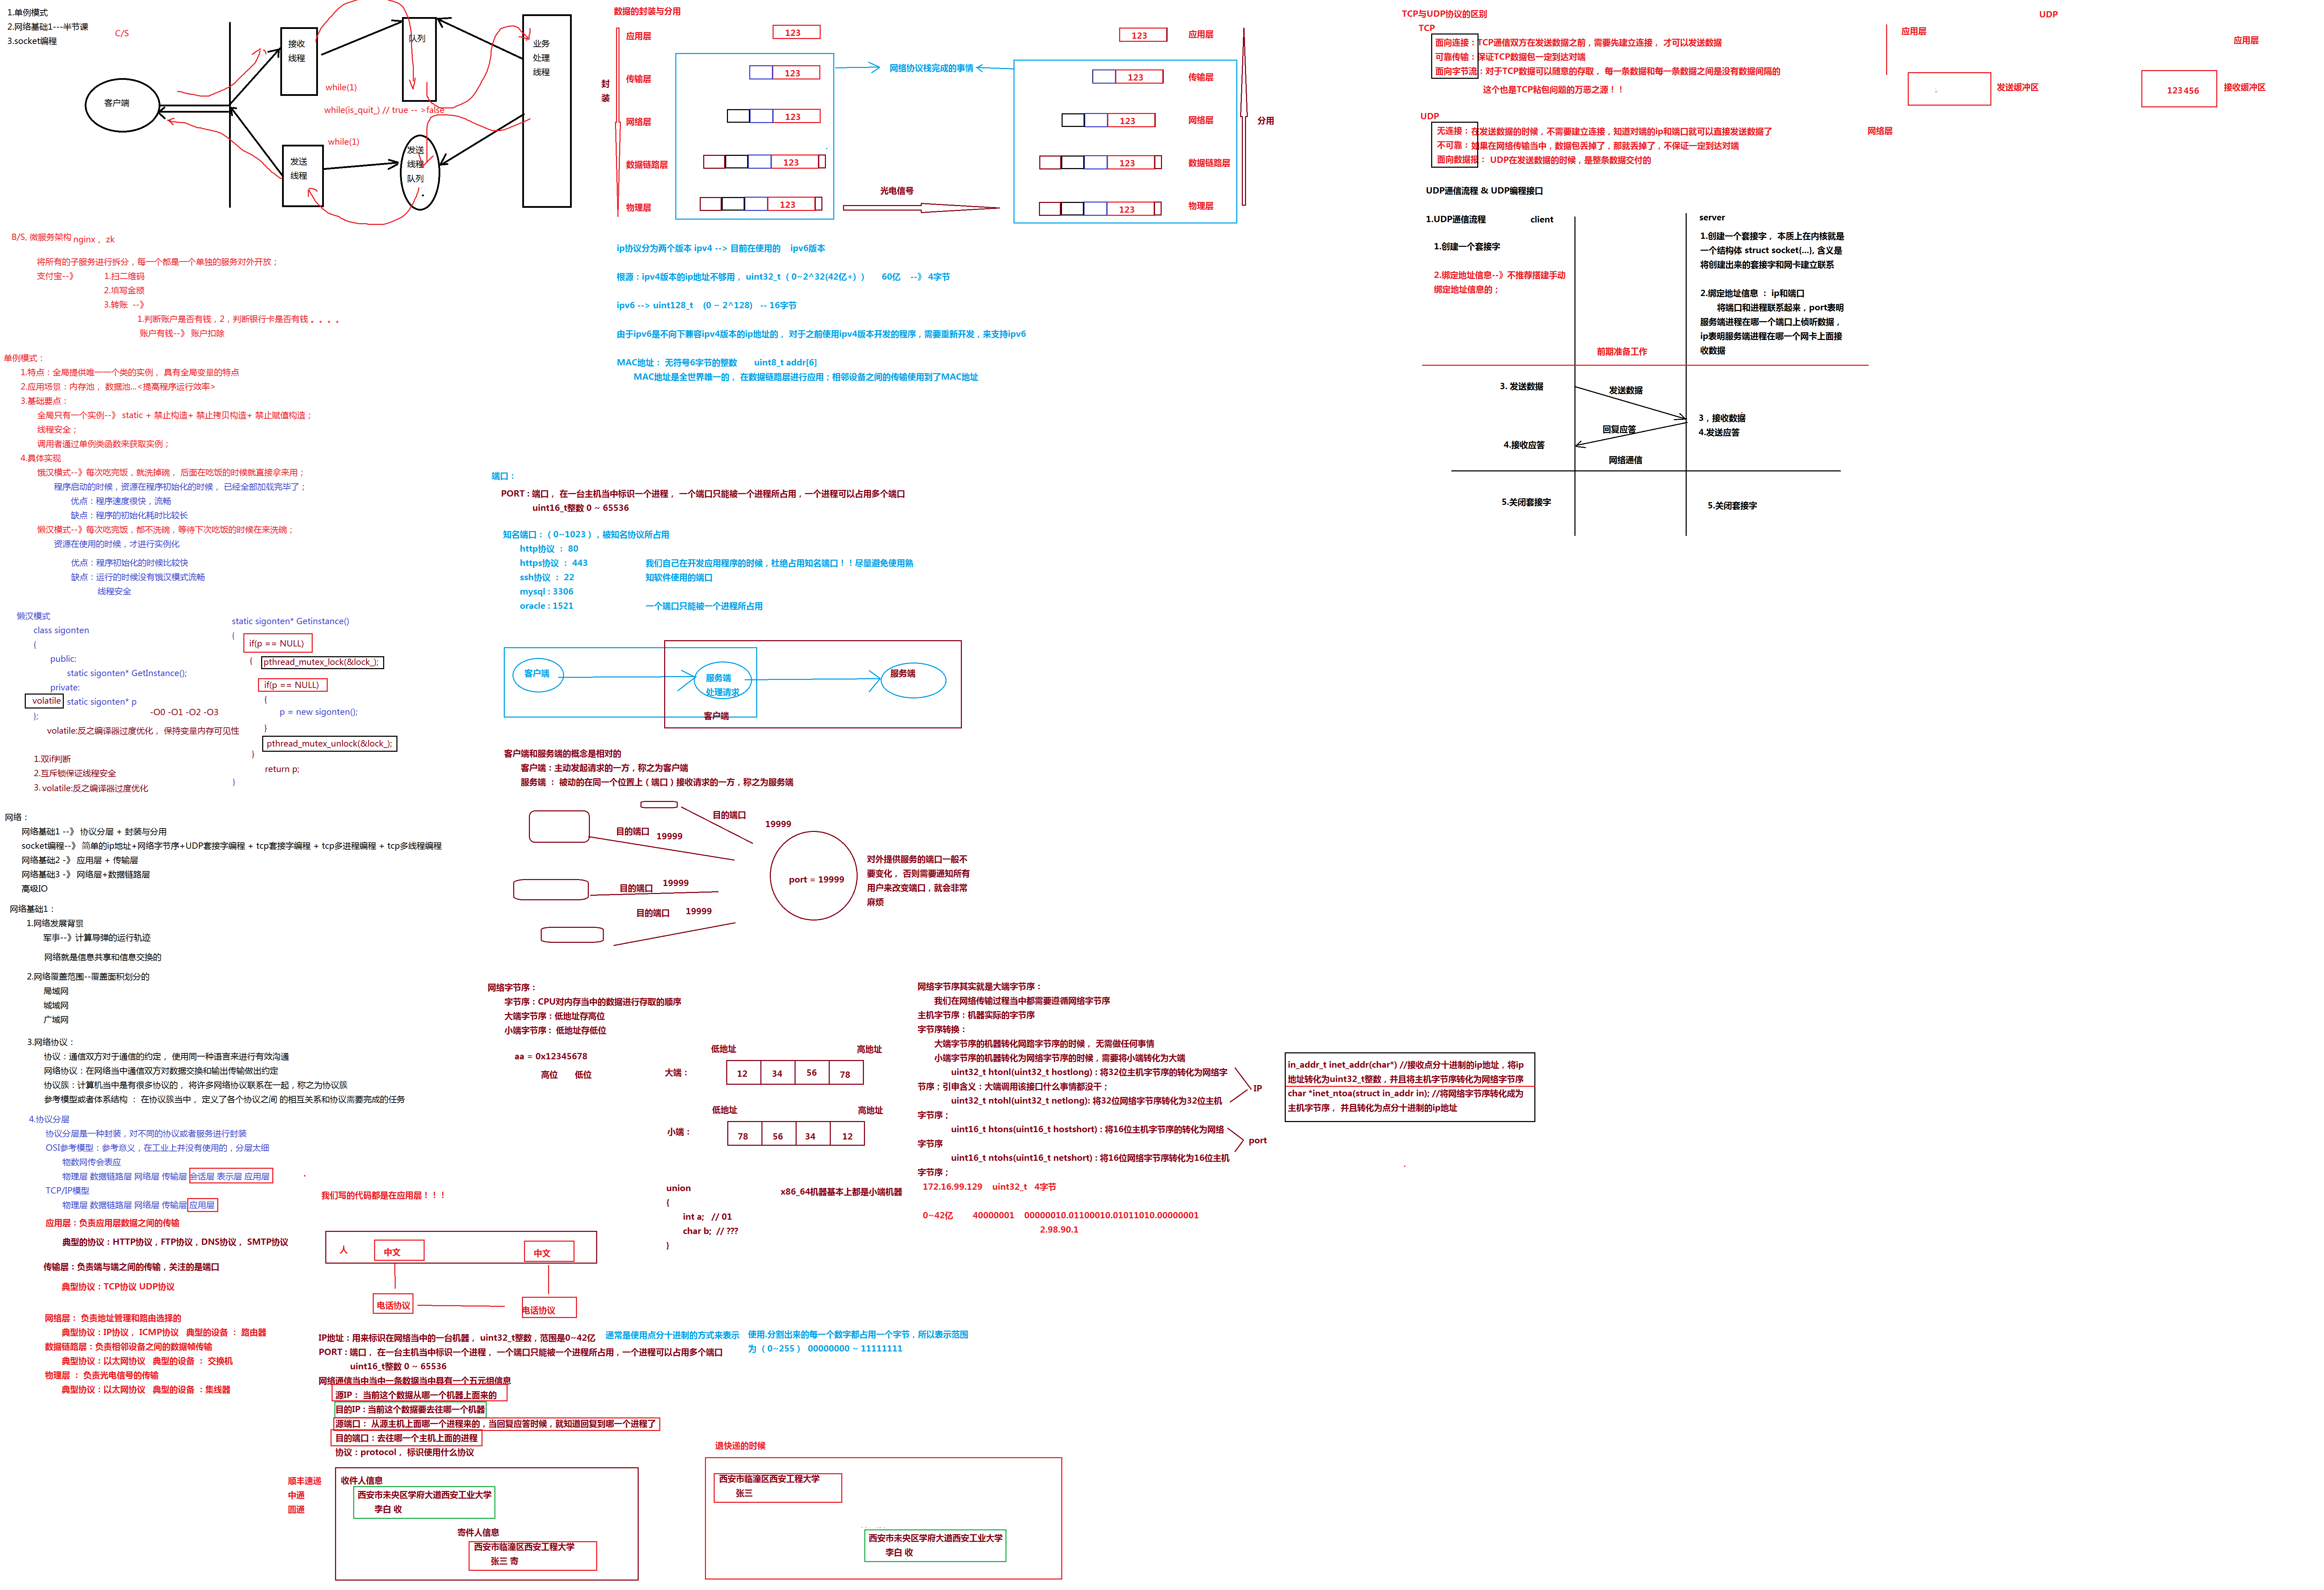 1.单例模式
2.网络基础1---半节课
3.socket编程
C/S
客户端
接收
线程
队列
业务
处理
线程
while(1)
while(is_quit_) // true -- >false
while(1)
发送
线程
发送
线程
队列
B/S, 微服务架构
nginx , zk
将所有的子服务进行拆分，每一个都是一个单独的服务对外开放；
支付宝--》
1.扫二维码
2.填写金额
3.转账 --》
1.判断账户是否有钱，2，判断银行卡是否有钱 。。。。
账户有钱--》 账户扣除
单例模式：
1.特点：全局提供唯一一个类的实例， 具有全局变量的特点
2.应用场景：内存池， 数据池...<提高程序运行效率>
3.基础要点：
全局只有一个实例--》 static + 禁止构造+ 禁止拷贝构造+ 禁止赋值构造；
线程安全；
调用者通过单例类函数来获取实例；
4.具体实现
饿汉模式--》每次吃完饭，就洗掉碗， 后面在吃饭的时候就直接拿来用；
程序启动的时候，资源在程序初始化的时候， 已经全部加载完毕了；
优点：程序速度很快，流畅
缺点：程序的初始化耗时比较长
懒汉模式--》每次吃完饭，都不洗碗，等待下次吃饭的时候在来洗碗；
资源在使用的时候，才进行实例化
优点：程序初始化的时候比较快
缺点：运行的时候没有饿汉模式流畅
线程安全
懒汉模式
class sigonten
{
public:
static sigonten* GetInstance();
private:
volatile
static sigonten* p
};
-O0 -O1 -O2 -O3
volatile:反之编译器过度优化， 保持变量内存可见性
1.双if判断
2.互斥锁保证线程安全
3.
volatile:反之编译器过度优化
static sigonten* Getinstance()
{
if(p == NULL)
{
pthread_mutex_lock(&lock_);
if(p == NULL)
{
p = new sigonten();
}
pthread_mutex_unlock(&lock_);
}
return p;
}
网络：
网络基础1 --》 协议分层 + 封装与分用
socket编程--》 简单的ip地址+网络字节序+UDP套接字编程 + tcp套接字编程 + tcp多进程编程 + tcp多线程编程
网络基础2 -》 应用层 + 传输层
网络基础3 -》 网络层+数据链路层
高级IO
网络基础1：
1.网络发展背景
军事--》计算导弹的运行轨迹
网络就是信息共享和信息交换的
2.网络覆盖范围--覆盖面积划分的
局域网
城域网
广域网
3.网络协议：
协议：通信双方对于通信的约定， 使用同一种语言来进行有效沟通
网络协议：在网络当中通信双方对数据交换和输出传输做出约定
协议簇：计算机当中是有很多协议的， 将许多网络协议联系在一起，称之为协议簇
参考模型或者体系结构 ： 在协议簇当中， 定义了各个协议之间 的相互关系和协议需要完成的任务
4.协议分层
协议分层是一种封装，对不同的协议或者服务进行封装
OSI参考模型：参考意义，在工业上并没有使用的，分层太细
物数网传会表应
物理层 数据链路层 网络层 传输层 会话层 表示层 应用层
TCP/IP模型
物理层 数据链路层 网络层 传输层 应用层
应用层：负责应用层数据之间的传输
典型的协议：HTTP协议，FTP协议，DNS协议， SMTP协议
传输层：负责端与端之间的传输，关注的是端口
典型协议：TCP协议 UDP协议
网络层： 负责地址管理和路由选择的
典型协议：IP协议， ICMP协议 典型的设备 ： 路由器
数据链路层：负责相邻设备之间的数据帧传输
典型协议：以太网协议 典型的设备 ： 交换机
物理层 ： 负责光电信号的传输
典型协议：以太网协议 典型的设备 ：集线器
我们写的代码都是在应用层！！！
人
中文
中文
电话协议
电话协议
IP地址：用来标识在网络当中的一台机器， uint32_t整数，范围是0~42亿
通常是使用点分十进制的方式来表示
使用.分割出来的每一个数字都占用一个字节，所以表示范围
为 （ 0~255 ） 00000000 ~ 11111111
PORT : 端口， 在一台主机当中标识一个进程， 一个端口只能被一个进程所占用，一个进程可以占用多个端口
uint16_t整数 0 ~ 65536
网络通信当中当中一条数据当中具有一个五元组信息
源IP： 当前这个数据从哪一个机器上面来的
目的IP : 当前这个数据要去往哪一个机器
源端口： 从源主机上面哪一个进程来的，当回复应答时候，就知道回复到哪一个进程了
目的端口：去往哪一个主机上面的进程
协议：protocol， 标识使用什么协议
顺丰速递
中通
圆通
收件人信息
西安市未央区学府大道西安工业大学
李白 收
寄件人信息
西安市临潼区西安工程大学
张三 寄
退快递的时候
西安市临潼区西安工程大学
张三
西安市未央区学府大道西安工业大学
李白 收
数据的封装与分用
封
装
应用层
传输层
网络层
数据链路层
物理层
123
123
123
123
123
网络协议栈完成的事情
光电信号
123
123
123
123
123
应用层
传输层
网络层
数据链路层
物理层
分用
ip协议分为两个版本 ipv4 --> 目前在使用的 ipv6版本
根源：ipv4版本的ip地址不够用， uint32_t（ 0~2^32(42亿+) ） 60亿 --》 4字节
ipv6 --> uint128_t (0 ~ 2^128) -- 16字节
由于ipv6是不向下兼容ipv4版本的ip地址的， 对于之前使用ipv4版本开发的程序，需要重新开发，来支持ipv6
MAC地址： 无符号6字节的整数 uint8_t addr[6]
MAC地址是全世界唯一的， 在数据链路层进行应用；相邻设备之间的传输使用到了MAC地址
端口：
PORT : 端口， 在一台主机当中标识一个进程， 一个端口只能被一个进程所占用，一个进程可以占用多个端口
uint16_t整数 0 ~ 65536
知名端口：（ 0~1023 ），被知名协议所占用
http协议 ： 80
https协议 ： 443
ssh协议 ： 22
mysql : 3306
oracle : 1521
我们自己在开发应用程序的时候，杜绝占用知名端口！！尽量避免使用熟
知软件使用的端口
一个端口只能被一个进程所占用
客户端
服务端
处理请求
服务端
客户端
客户端和服务端的概念是相对的
客户端：主动发起请求的一方，称之为客户端
服务端 ： 被动的在同一个位置上（ 端口 ）接收请求的一方，称之为服务端
目的端口
19999
目的端口
19999
目的端口
19999
目的端口
19999
port = 19999
对外提供服务的端口一般不
要变化， 否则需要通知所有
用户来改变端口，就会非常
麻烦
网络字节序：
字节序：CPU对内存当中的数据进行存取的顺序
大端字节序：低地址存高位
小端字节序： 低地址存低位
aa = 0x12345678
高位 低位
大端：
低地址
高地址
12 34 56 78
小端：
低地址
高地址
78 56 34 12
union
{
int a; // 01
char b; // ???
}
x86_64机器基本上都是小端机器
网络字节序其实就是大端字节序：
我们在网络传输过程当中都需要遵循网络字节序
主机字节序：机器实际的字节序
字节序转换：
大端字节序的机器转化网路字节序的时候， 无需做任何事情
小端字节序的机器转化为网络字节序的时候，需要将小端转化为大端
uint32_t htonl(uint32_t hostlong) : 将32位主机字节序的转化为网络字
节序；引申含义：大端调用该接口什么事情都没干；
uint32_t ntohl(uint32_t netlong): 将32位网络字节序转化为32位主机
字节序；
uint16_t htons(uint16_t hostshort) : 将16位主机字节序的转化为网络
字节序
uint16_t ntohs(uint16_t netshort) : 将16位网络字节序转化为16位主机
字节序；
IP
port
172.16.99.129 uint32_t 4字节
0~42亿 40000001 00000010.01100010.01011010.00000001
2.98.90.1
in_addr_t inet_addr(char*) //接收点分十进制的ip地址，将ip
地址转化为uint32_t整数，并且将主机字节序转化为网络字节序
char *inet_ntoa(struct in_addr in); //将网络字节序转化成为
主机字节序， 并且转化为点分十进制的ip地址
TCP与UDP协议的区别
TCP
面向连接：TCP通信双方在发送数据之前，需要先建立连接， 才可以发送数据
可靠传输：保证TCP数据包一定到达对端
面向字节流：对于TCP数据可以随意的存取， 每一条数据和每一条数据之间是没有数据间隔的
这个也是TCP粘包问题的万恶之源！！
UDP
无连接：在发送数据的时候，不需要建立连接，知道对端的ip和端口就可以直接发送数据了
不可靠：如果在网络传输当中，数据包丢掉了，那就丢掉了，不保证一定到达对端
面向数据报： UDP在发送数据的时候，是整条数据交付的
UDP
应用层
应用层
发送缓冲区
123456
接收缓冲区
网络层
UDP通信流程 & UDP编程接口
1.UDP通信流程
client
server
1.创建一个套接字
2.绑定地址信息--》不推荐搭建手动
绑定地址信息的；
1.创建一个套接字， 本质上在内核就是
一个结构体 struct socket{...}, 含义是
将创建出来的套接字和网卡建立联系
2.绑定地址信息 ： ip和端口
将端口和进程联系起来，port表明
服务端进程在哪一个端口上侦听数据，
ip表明服务端进程在哪一个网卡上面接
收数据
前期准备工作
3. 发送数据
发送数据
3，接收数据
4.发送应答
回复应答
4.接收应答
网络通信
5.关闭套接字
5.关闭套接字